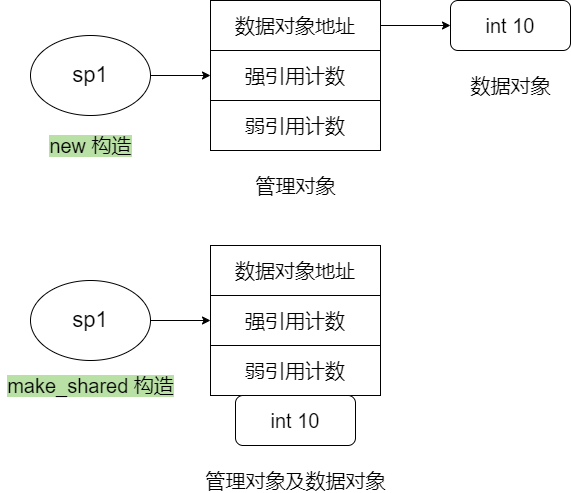 数据对象地址
int 10
sp1
强引用计数
数据对象
弱引用计数
new 构造
管理对象
数据对象地址
sp1
强引用计数
弱引用计数
make_shared 构造
int 10
管理对象及数据对象